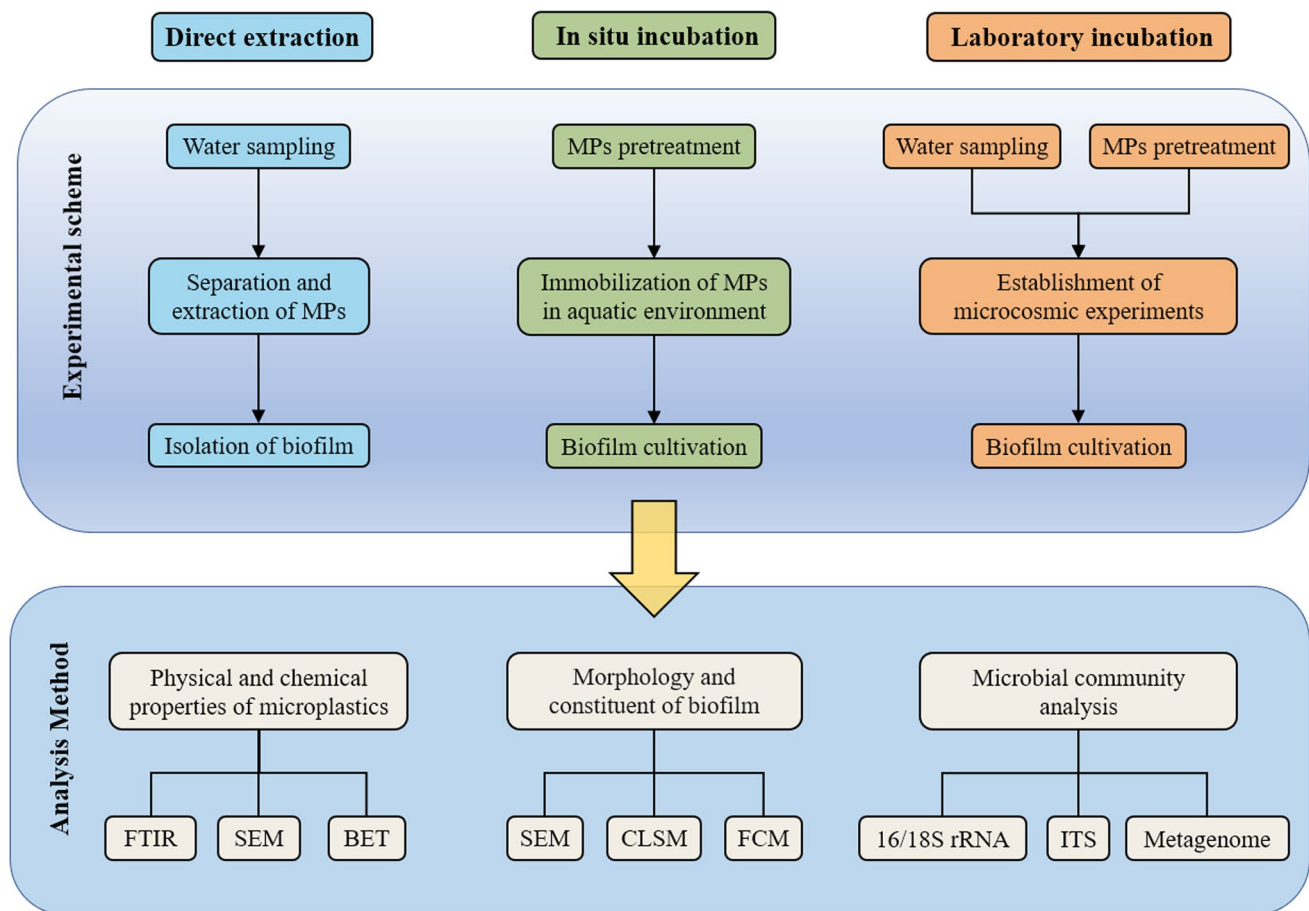 Direct extraction
In situ incubation
Laboratory incubation
Experimental scheme
Water sampling
MPs pretreatment
Water sampling
MPs pretreatment
Separation and
extraction of MPs
Immobilization of MPs
in aquatic environment
Establishment of
microcosmic experiments
Isolation of biofilm
Biofilm cultivation
Biofilm cultivation
Analysis Method
Physical and chemical
properties of microplastics
Morphology and
constituent of biofilm
Microbial community
analysis
FTIR
SEM
BET
SEM
CLSM
FCM
16/18S rRNA
ITS
Metagenome